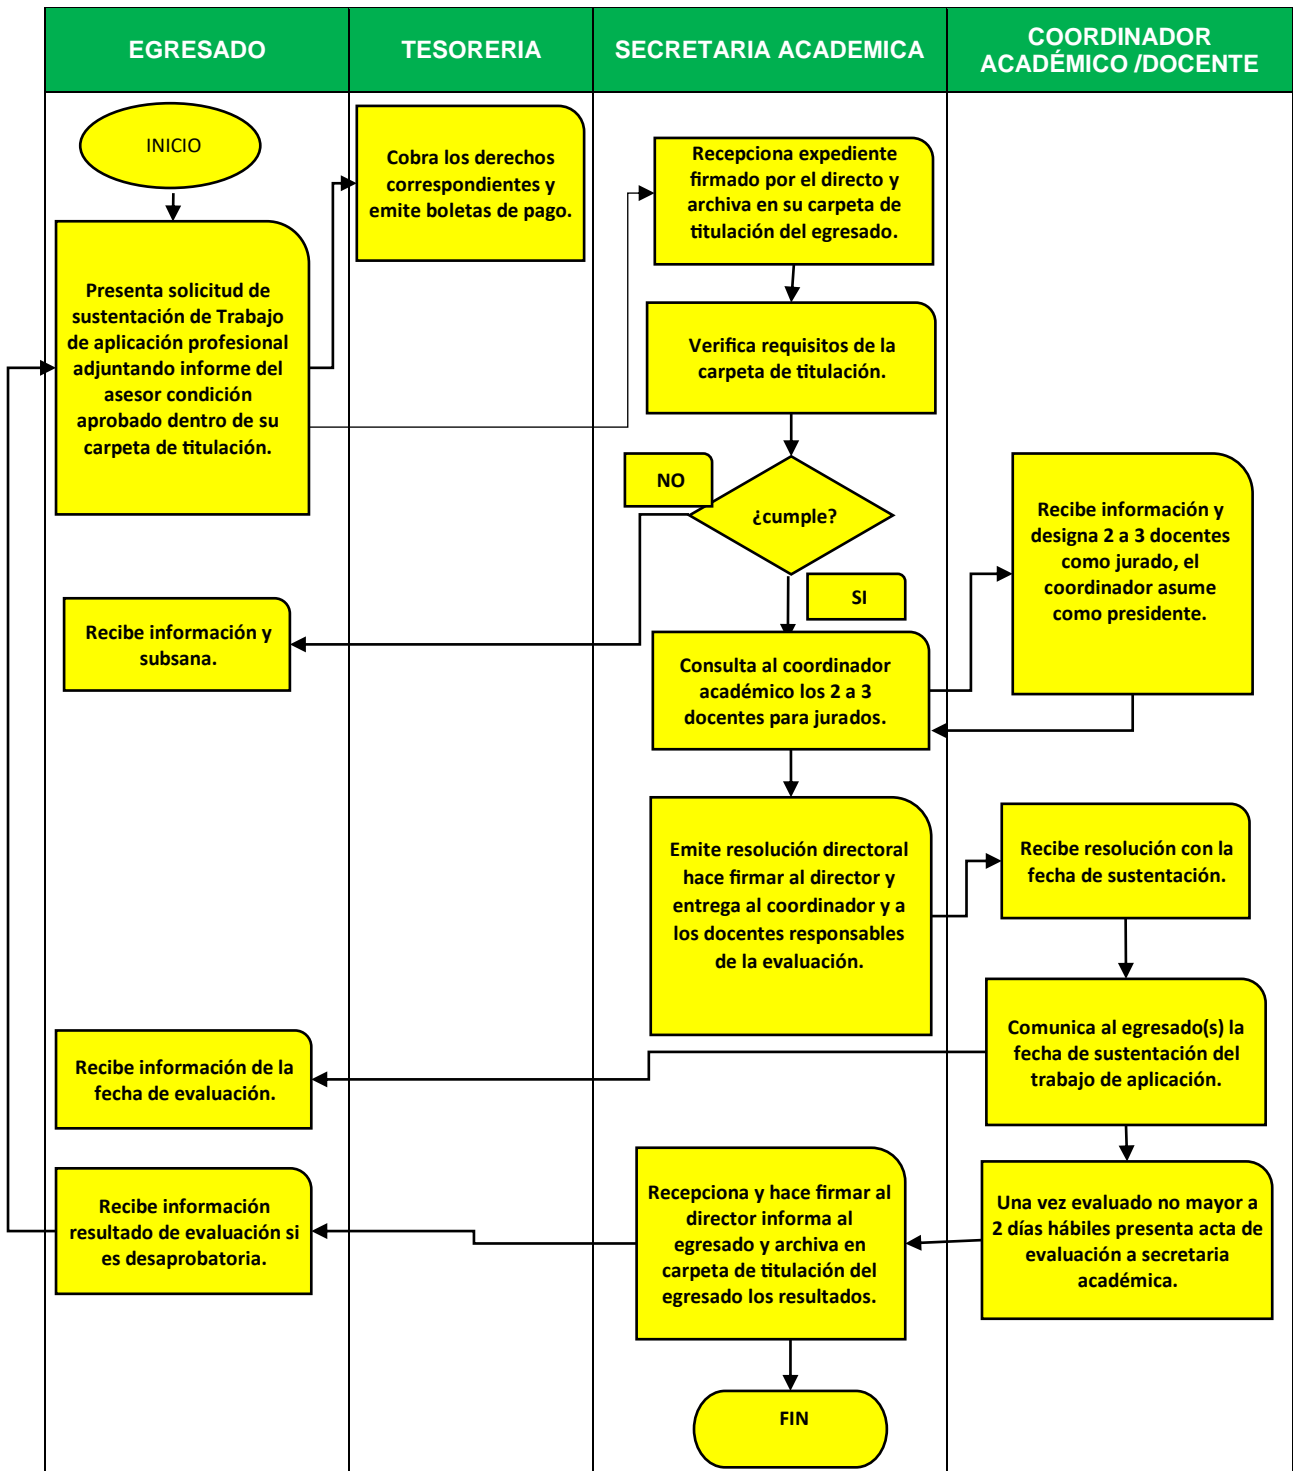 EGRESADO
TESORERIA
SECRETARIA ACADEMICA
COORDINADOR
ACADÉMICO /DOCENTE
INICIO
Presenta solicitud de
sustentación de Trabajo
de aplicación profesional
adjuntando informe del
asesor condición
aprobado dentro de su
carpeta de titulación.
Cobra los derechos
correspondientes y
emite boletas de pago.
Recepciona expediente
firmado por el directo y
archiva en su carpeta de
titulación del egresado.
Verifica requisitos de la
carpeta de titulación.
¿cumple?
NO
SI
Recibe información y
subsana.
Consulta al coordinador
académico los 2 a 3
docentes para jurados.
Recibe información y
designa 2 a 3 docentes
como jurado, el
coordinador asume
como presidente.
Emite resolución directoral
hace firmar al director y
entrega al coordinador y a
los docentes responsables
de la evaluación.
Recibe resolución con la
fecha de sustentación.
Comunica al egresado(s) la
fecha de sustentación del
trabajo de aplicación.
Recibe información de la
fecha de evaluación.
Una vez evaluado no mayor a
2 días hábiles presenta acta de
evaluación a secretaria
académica.
Recepciona y hace firmar al
director informa al
egresado y archiva en
carpeta de titulación del
egresado los resultados.
Recibe información
resultado de evaluación si
es desaprobatoria.
FIN